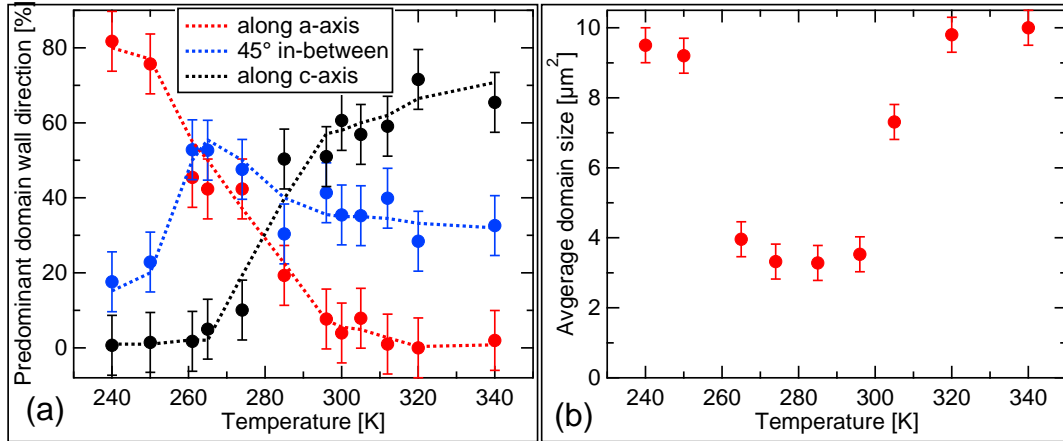 Predominant domain wall direction [%]
80
60
40
20
0
along a-axis
45° in-between
along c-axis
240
260
280
300
320
340
Temperature [K]
(a)
Avgerage domain size [µm²]
10
8
6
4
2
0
240
260
280
300
320
340
Temperature [K]
(b)